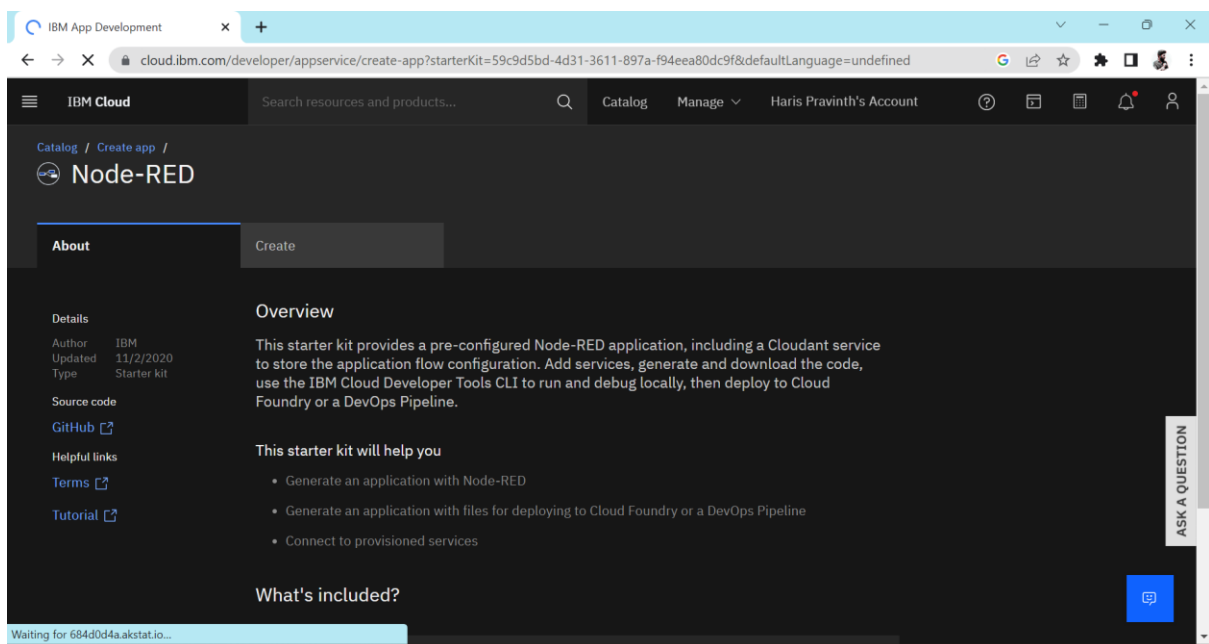 IBM App Development
cloud.ibm.com/developer/appservice/create-app?starterKit=59c9d5bd-4d31-3611-897a-f94eea80dc9f&defaultLanguage=undefined
IBM Cloud
Search resources and products...
Catalog
Manage
Haris Pravinth's Account
Catalog / Create app /
Node-RED
About
Create
Details
Author IBM
Updated 11/2/2020
Type Starter kit
Source code
GitHub
Helpful links
Terms
Tutorial
Overview
This starter kit provides a pre-configured Node-RED application, including a Cloudant service
to store the application flow configuration. Add services, generate and download the code,
use the IBM Cloud Developer Tools CLI to run and debug locally, then deploy to Cloud
Foundry or a DevOps Pipeline.
This starter kit will help you
• Generate an application with Node-RED
• Generate an application with files for deploying to Cloud Foundry or a DevOps Pipeline
• Connect to provisioned services
What's included?
ASK A QUESTION
Waiting for 684d0d4a.akstat.io...